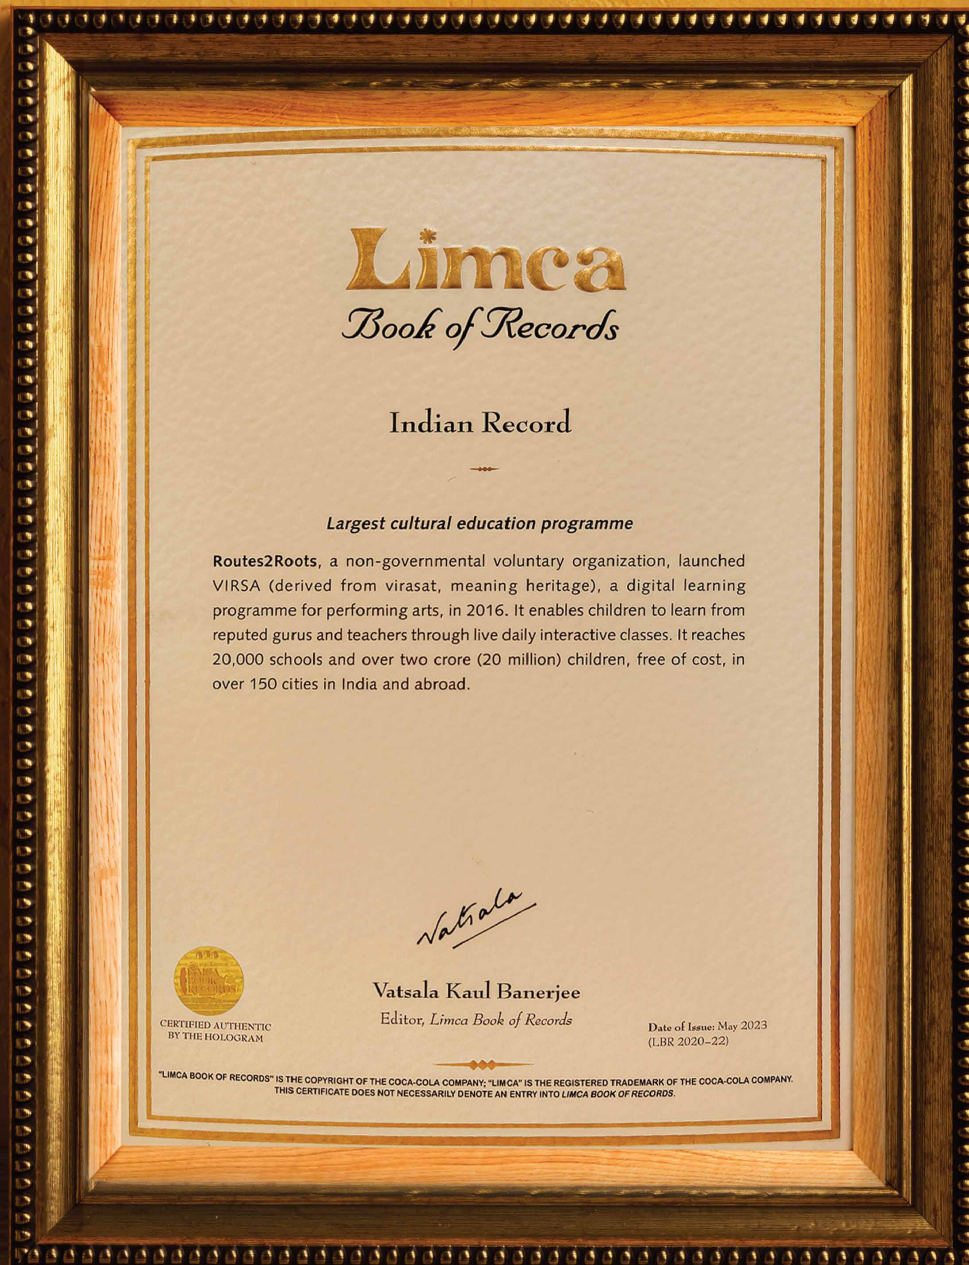 Limca
Book of Records
Indian Record
Largest cultural education programme
Routes2Roots, a non-governmental voluntary organization, launched
VIRSA (derived from virasat, meaning heritage), a digital learning
programme for performing arts, in 2016. It enables children to learn from
reputed gurus and teachers through live daily interactive classes. It reaches
20,000 schools and over two crore (20 million) children, free of cost, in
over 150 cities in India and abroad.
Vatsala
Vatsala Kaul Banerjee
Editor, Limca Book of Records
LIMCA
BOOK OF
RECORDS
CERTIFIED AUTHENTIC
BY THE HOLOGRAM
Date of Issue: May 2023
(LBR 2020–22)
"LIMCA BOOK OF RECORDS" IS THE COPYRIGHT OF THE COCA-COLA COMPANY; "LIMCA" IS THE REGISTERED TRADEMARK OF THE COCA-COLA COMPANY.
THIS CERTIFICATE DOES NOT NECESSARILY DENOTE AN ENTRY INTO LIMCA BOOK OF RECORDS.